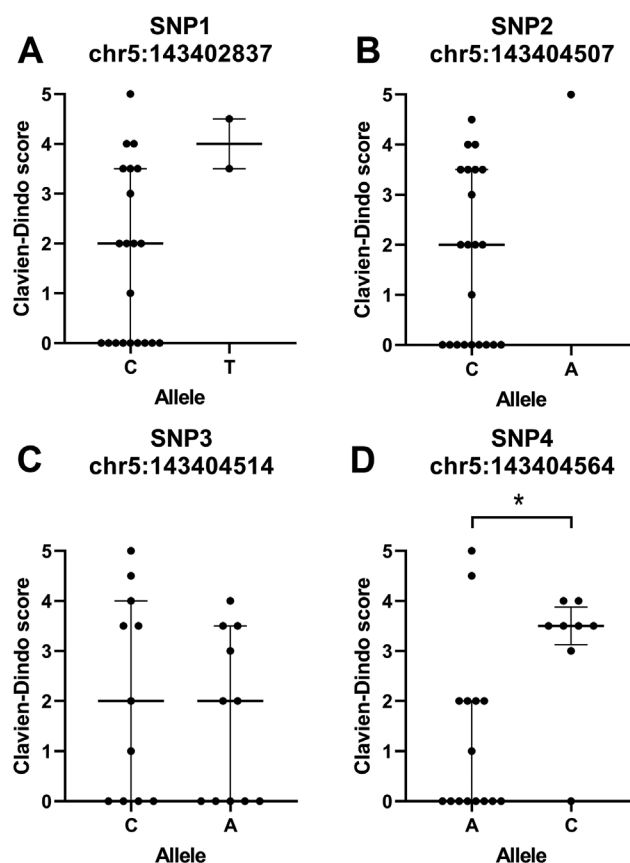 A
SNP1
chr5:143402837
Clavien-Dindo score
5
4
3
2
1
0
C
T
Allele
B
SNP2
chr5:143404507
Clavien-Dindo score
5
4
3
2
1
0
C
A
Allele
C
SNP3
chr5:143404514
Clavien-Dindo score
5
4
3
2
1
0
C
A
Allele
D
SNP4
chr5:143404564
*
Clavien-Dindo score
5
4
3
2
1
0
A
C
Allele